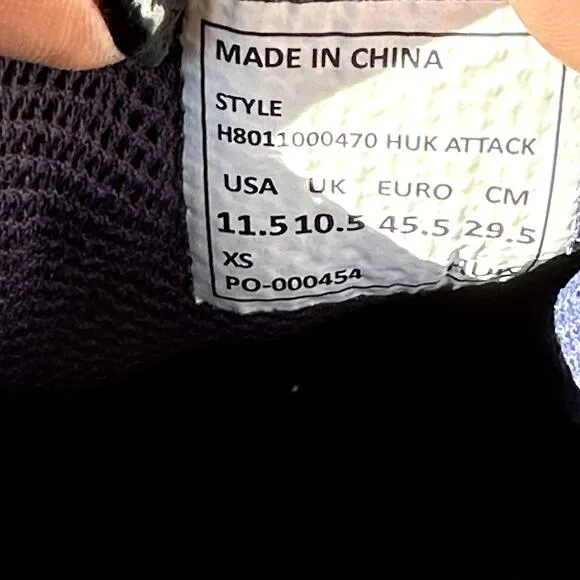 MADE IN CHINA
STYLE
H8011000470 HUK ATTACK
USA UK EURO CM
11.5 10.5 45.5 29.5
XS
PO-000454